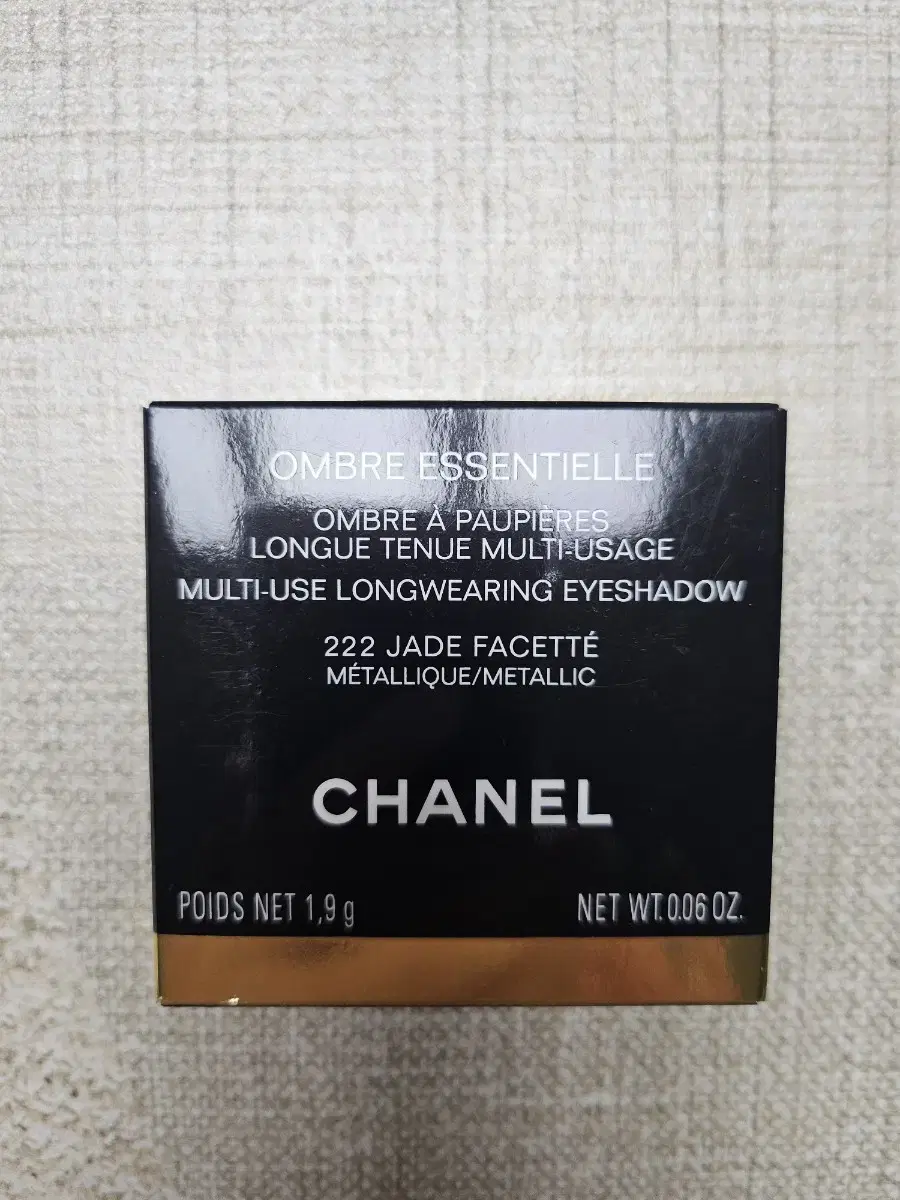 OMBRE ESSENTIELLE
OMBRE À PAUPIÈRES
LONGUE TENUE MULTI-USAGE
MULTI-USE LONGWEARING EYESHADOW
222 JADE FACETTÉ
MÉTALLIQUE/METALLIC
CHANEL
POIDS NET 1,9 g
NET WT. 0.06 OZ.